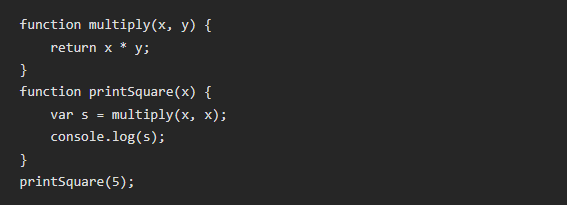 function multiply(x, y) {
    return x * y;
}
function printSquare(x) {
    var s = multiply(x, x);
    console.log(s);
}
printSquare(5);